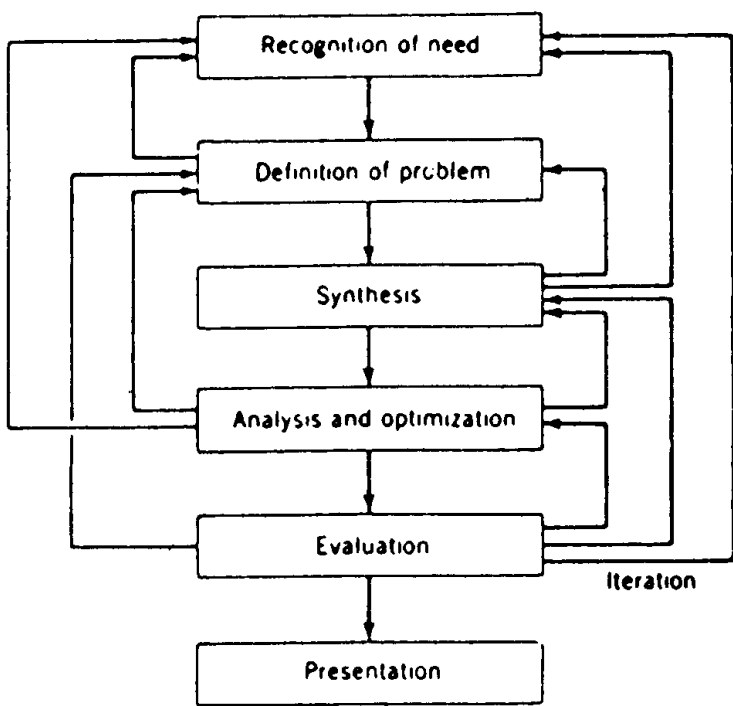 Recognition of need
Definition of problem
Synthesis
Analysis and optimization
Evaluation
Iteration
Presentation